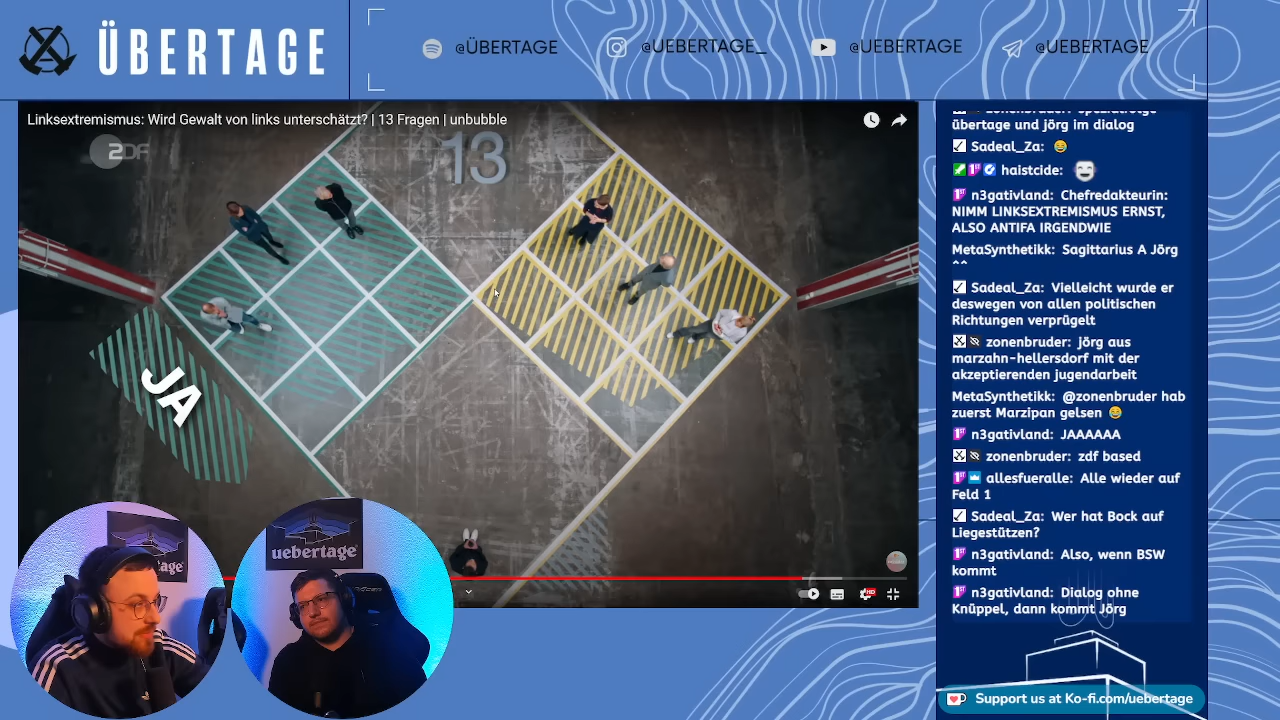 ÜBERTAGE
@ÜBERTAGE
@UEBERTAGE_
@UEBERTAGE
@UEBERTAGE
Linksextremismus: Wird Gewalt von links unterschätzt? | 13 Fragen | unbubble
2DF
13
JA
uebertage
HD
übertage und jörg im dialog
Sadeal_Za:
haistcide:
n3gativland: Chefredakteurin:
NIMM LINKSEXTREMISMUS ERNST,
ALSO ANTIFA IRGENDWIE
MetaSynthetikk: Sagittarius A Jörg
^^
Sadeal_Za: Vielleicht wurde er
deswegen von allen politischen
Richtungen verprügelt
zonenbruder: jörg aus
marzahn-hellersdorf mit der
akzeptierenden jugendarbeit
MetaSynthetikk: @zonenbruder hab
zuerst Marzipan gelsen 😂
n3gativland: JAAAAAA
zonenbruder: zdf based
allesfueralle: Alle wieder auf
Feld 1
Sadeal_Za: Wer hat Bock auf
Liegestützen?
n3gativland: Also, wenn BSW
kommt
n3gativland: Dialog ohne
Knüppel, dann kommt Jörg
Support us at Ko-fi.com/uebertage